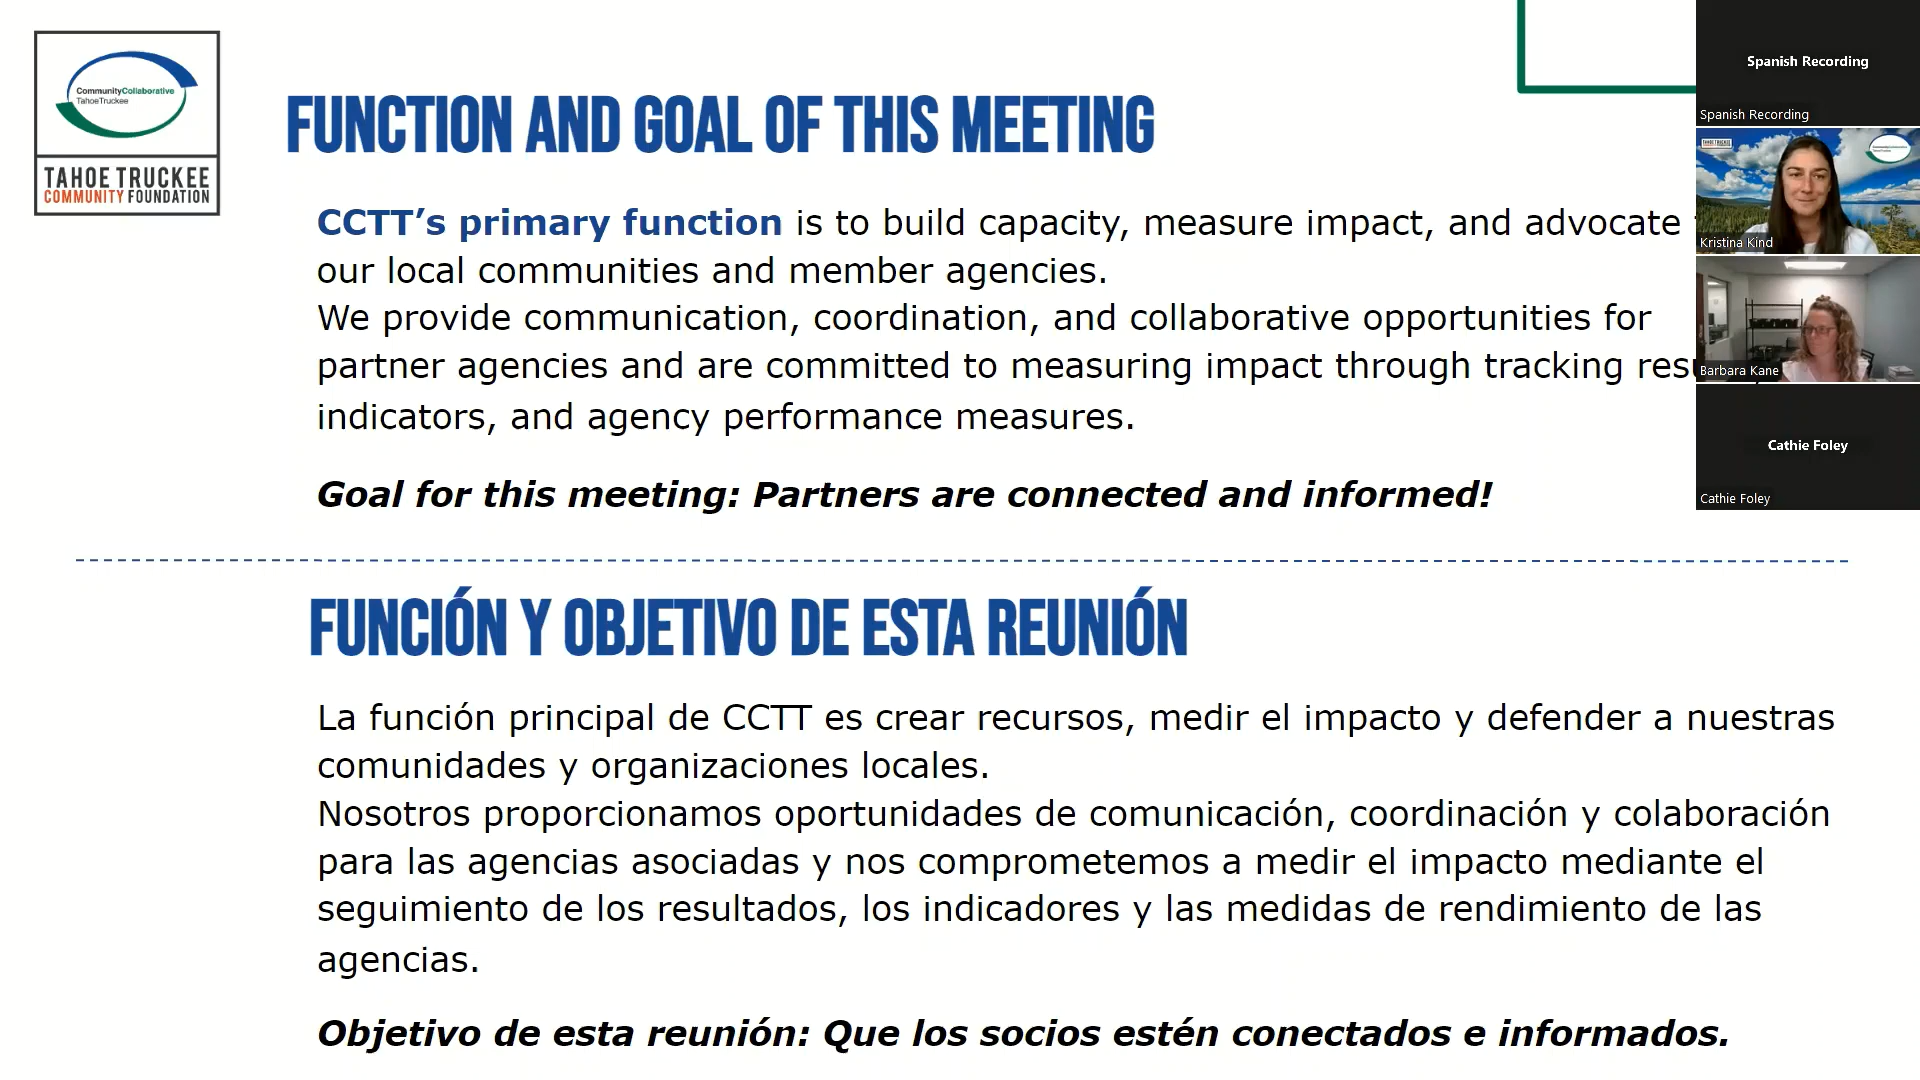 CommunityCollaborative
TahoeTruckee
TAHOE TRUCKEE
COMMUNITY FOUNDATION
FUNCTION AND GOAL OF THIS MEETING
CCTT’s primary function is to build capacity, measure impact, and advocate
our local communities and member agencies.
We provide communication, coordination, and collaborative opportunities for
partner agencies and are committed to measuring impact through tracking
indicators, and agency performance measures.
Goal for this meeting: Partners are connected and informed!
FUNCIÓN Y OBJETIVO DE ESTA REUNIÓN
La función principal de CCTT es crear recursos, medir el impacto y defender a nuestras
comunidades y organizaciones locales.
Nosotros proporcionamos oportunidades de comunicación, coordinación y colaboración
para las agencias asociadas y nos comprometemos a medir el impacto mediante el
seguimiento de los resultados, los indicadores y las medidas de rendimiento de las
agencias.
Objetivo de esta reunión: Que los socios estén conectados e informados.
Spanish Recording
Spanish Recording
Kristina Kind
Barbara Kane
Cathie Foley
Cathie Foley